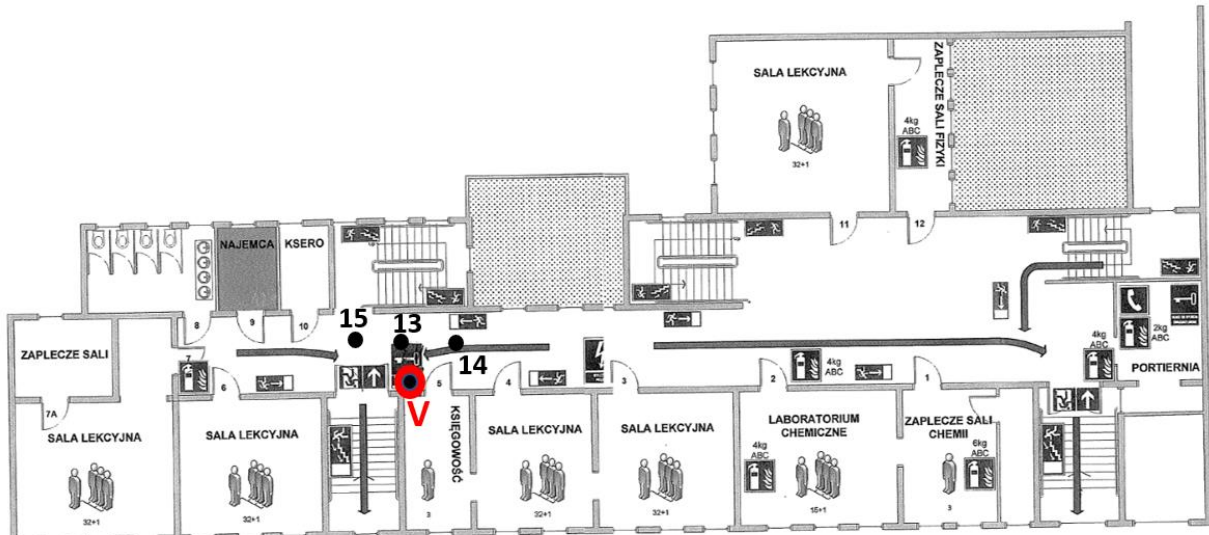 SALA LEKCYJNA
32+1
ZAPLECZE SALI FIZYKI
4kg
ABC
11
12
NAJEMCA
KSERO
8
9
10
15
13
14
ZAPLECZE SALI
7
7A
6
5
4
3
2
1
4kg
ABC
4kg
ABC
2kg
ABC
PORTIERNIA
V
SALA LEKCYJNA
32+1
SALA LEKCYJNA
32+1
KSIĘGOWOŚĆ
3
SALA LEKCYJNA
32+1
SALA LEKCYJNA
32+1
LABORATORIUM
CHEMICZNE
4kg
ABC
15+1
ZAPLECZE SALI
CHEMII
6kg
ABC
3